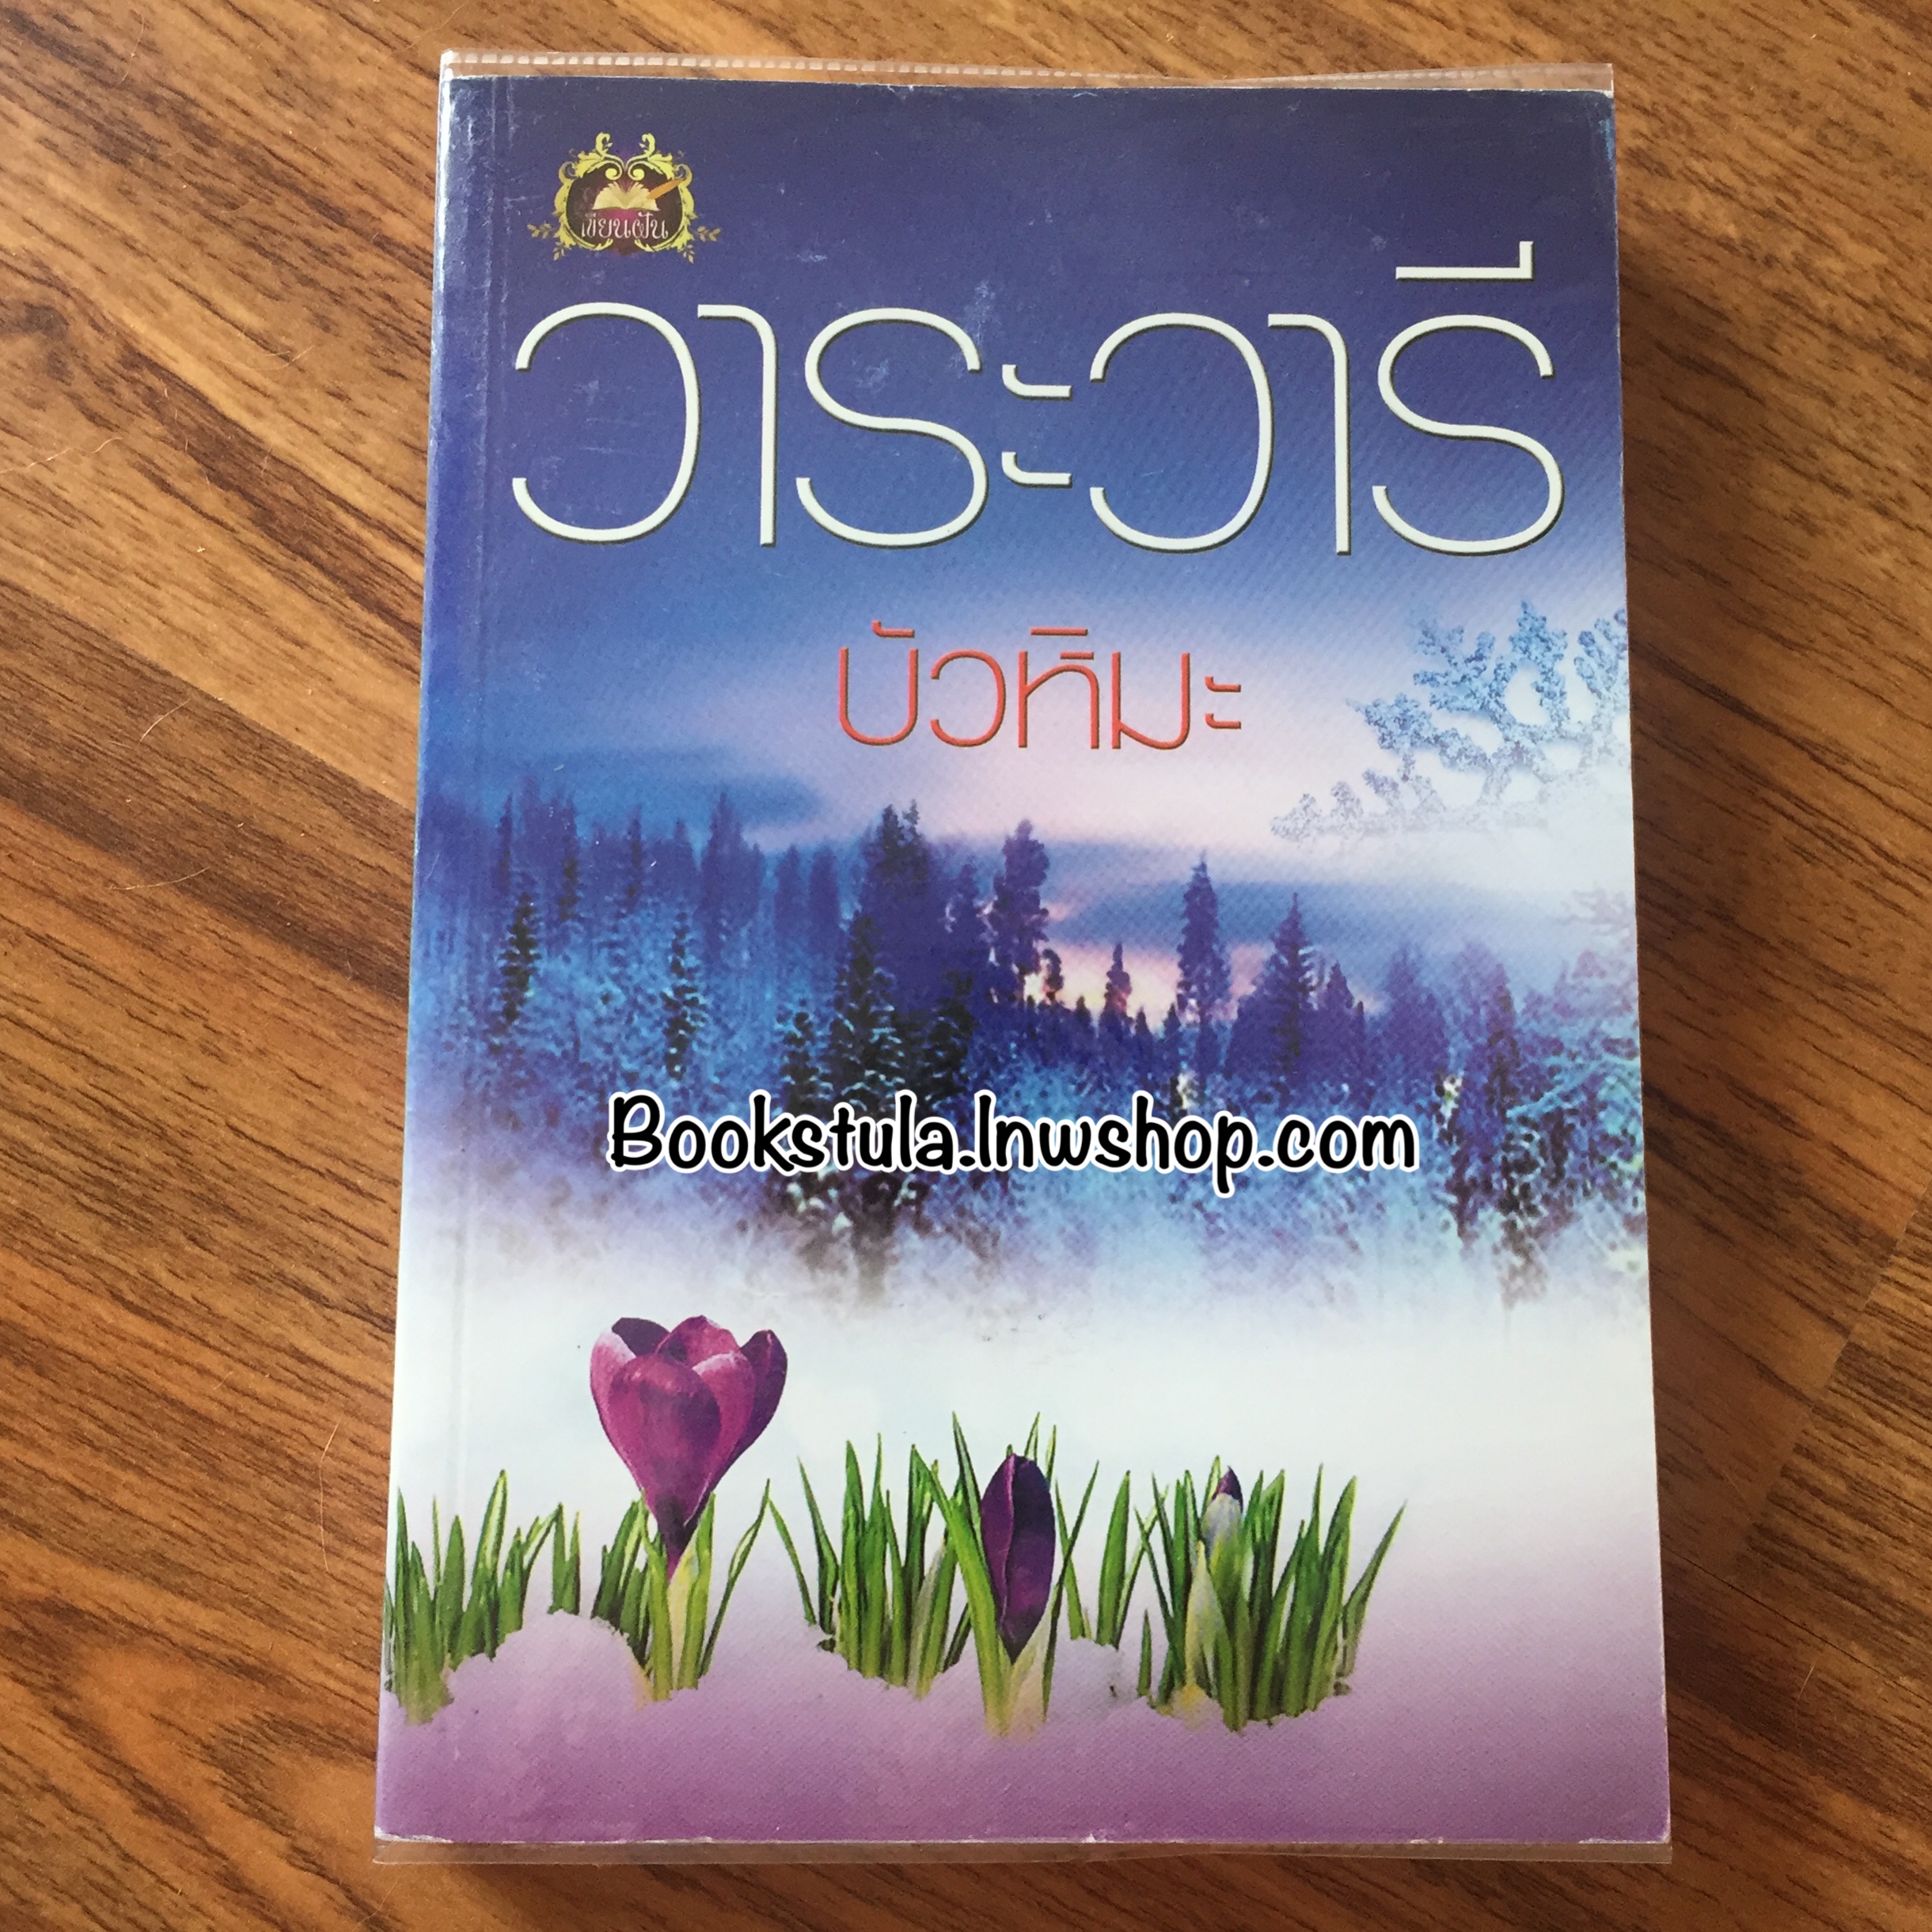 เขียนฝัน
วาระวารี
บัวหิมะ
Bookstula.lnwshop.com